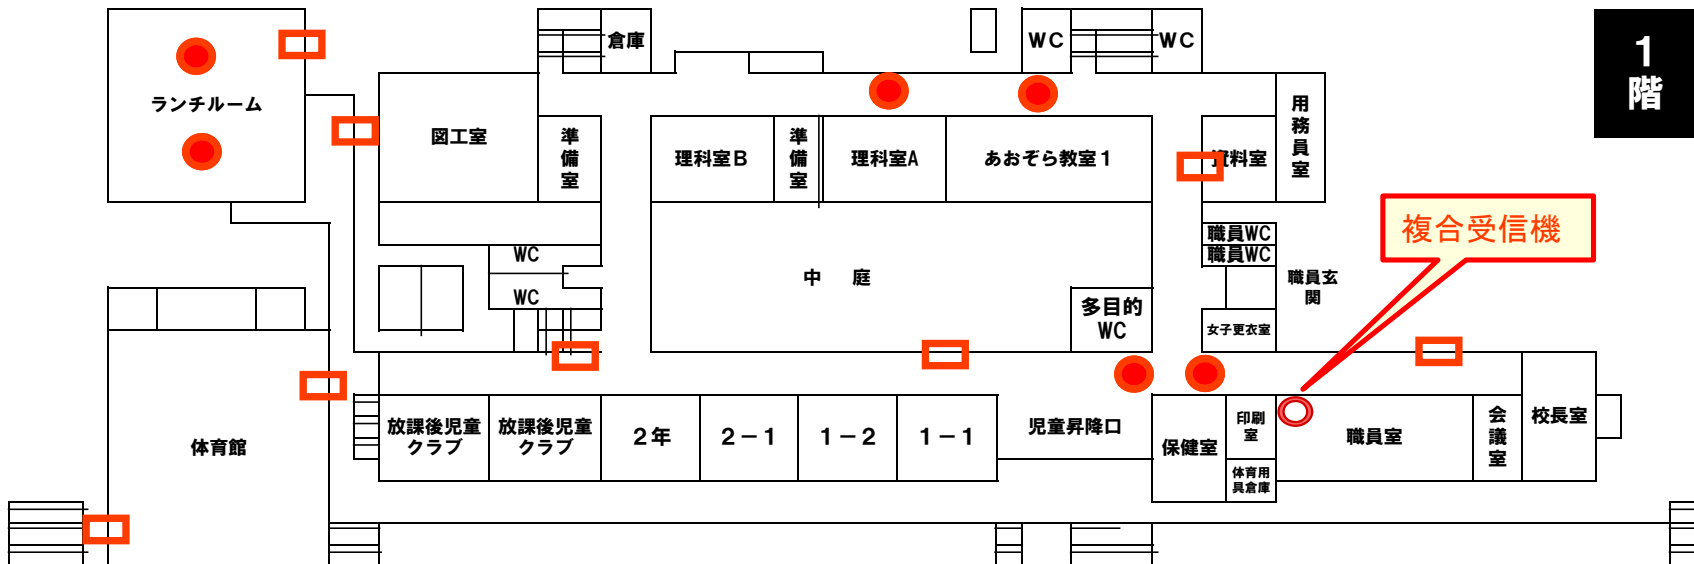 1
階
倉庫
WC
WC
ランチルーム
図工室
準備室
理科室B
準備室
理科室A
あおぞら教室1
資料室
用務員室
複合受信機
職員WC
職員WC
WC
WC
中 庭
職員玄
関
多目的
WC
女子更衣室
体育館
放課後児童
クラブ
放課後児童
クラブ
2年
2-1
1-2
1-1
児童昇降口
保健室
印刷
室
体育用
具倉庫
職員室
会議室
校長室